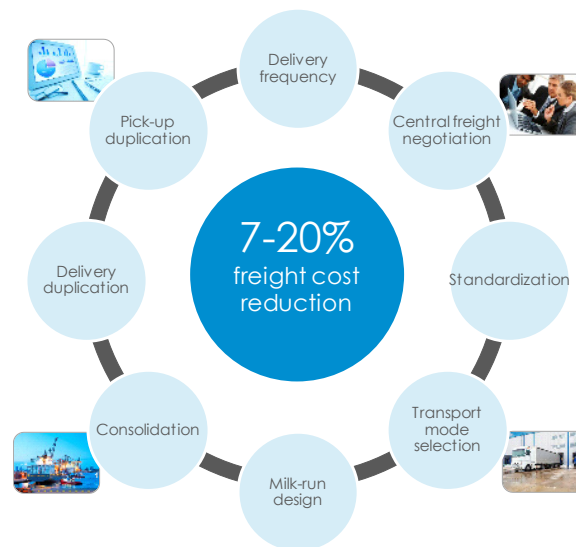 Delivery
frequency
Central freight
negotiation
Standardization
Transport
mode
selection
Milk-run
design
Consolidation
Delivery
duplication
Pick-up
duplication
7-20%
freight cost
reduction